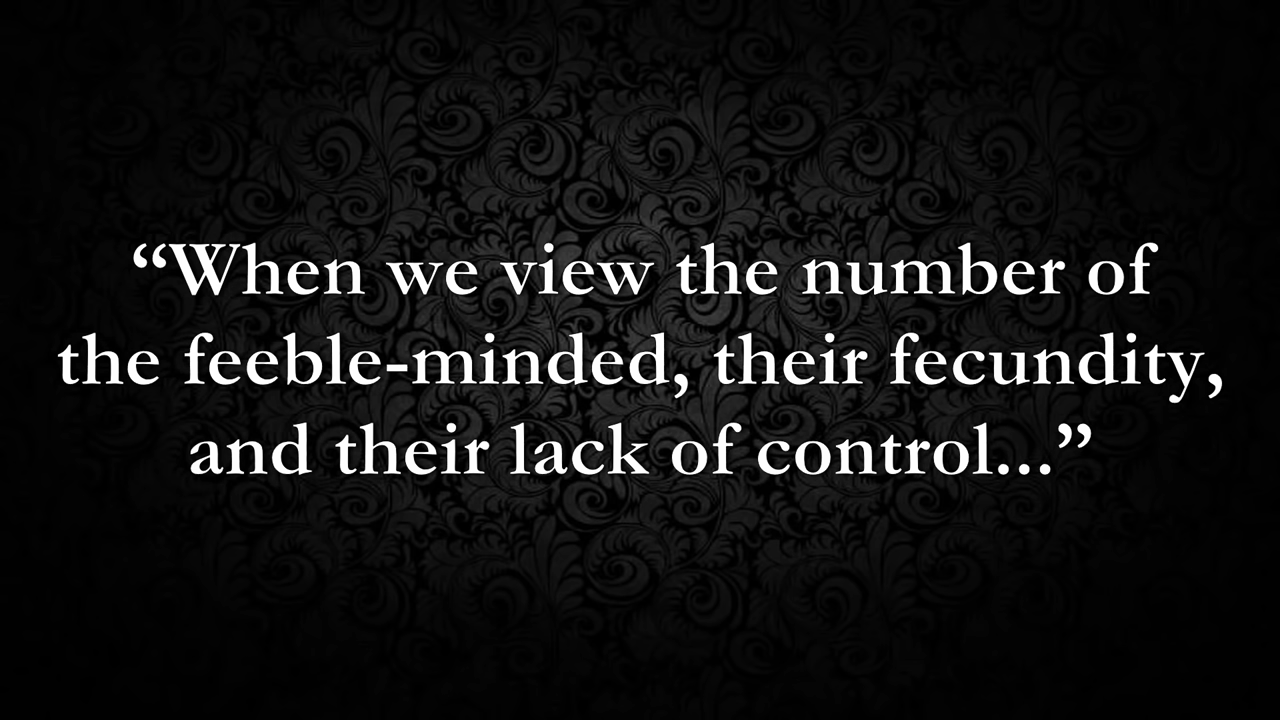 “When we view the number of
the feeble-minded, their fecundity,
and their lack of control...”